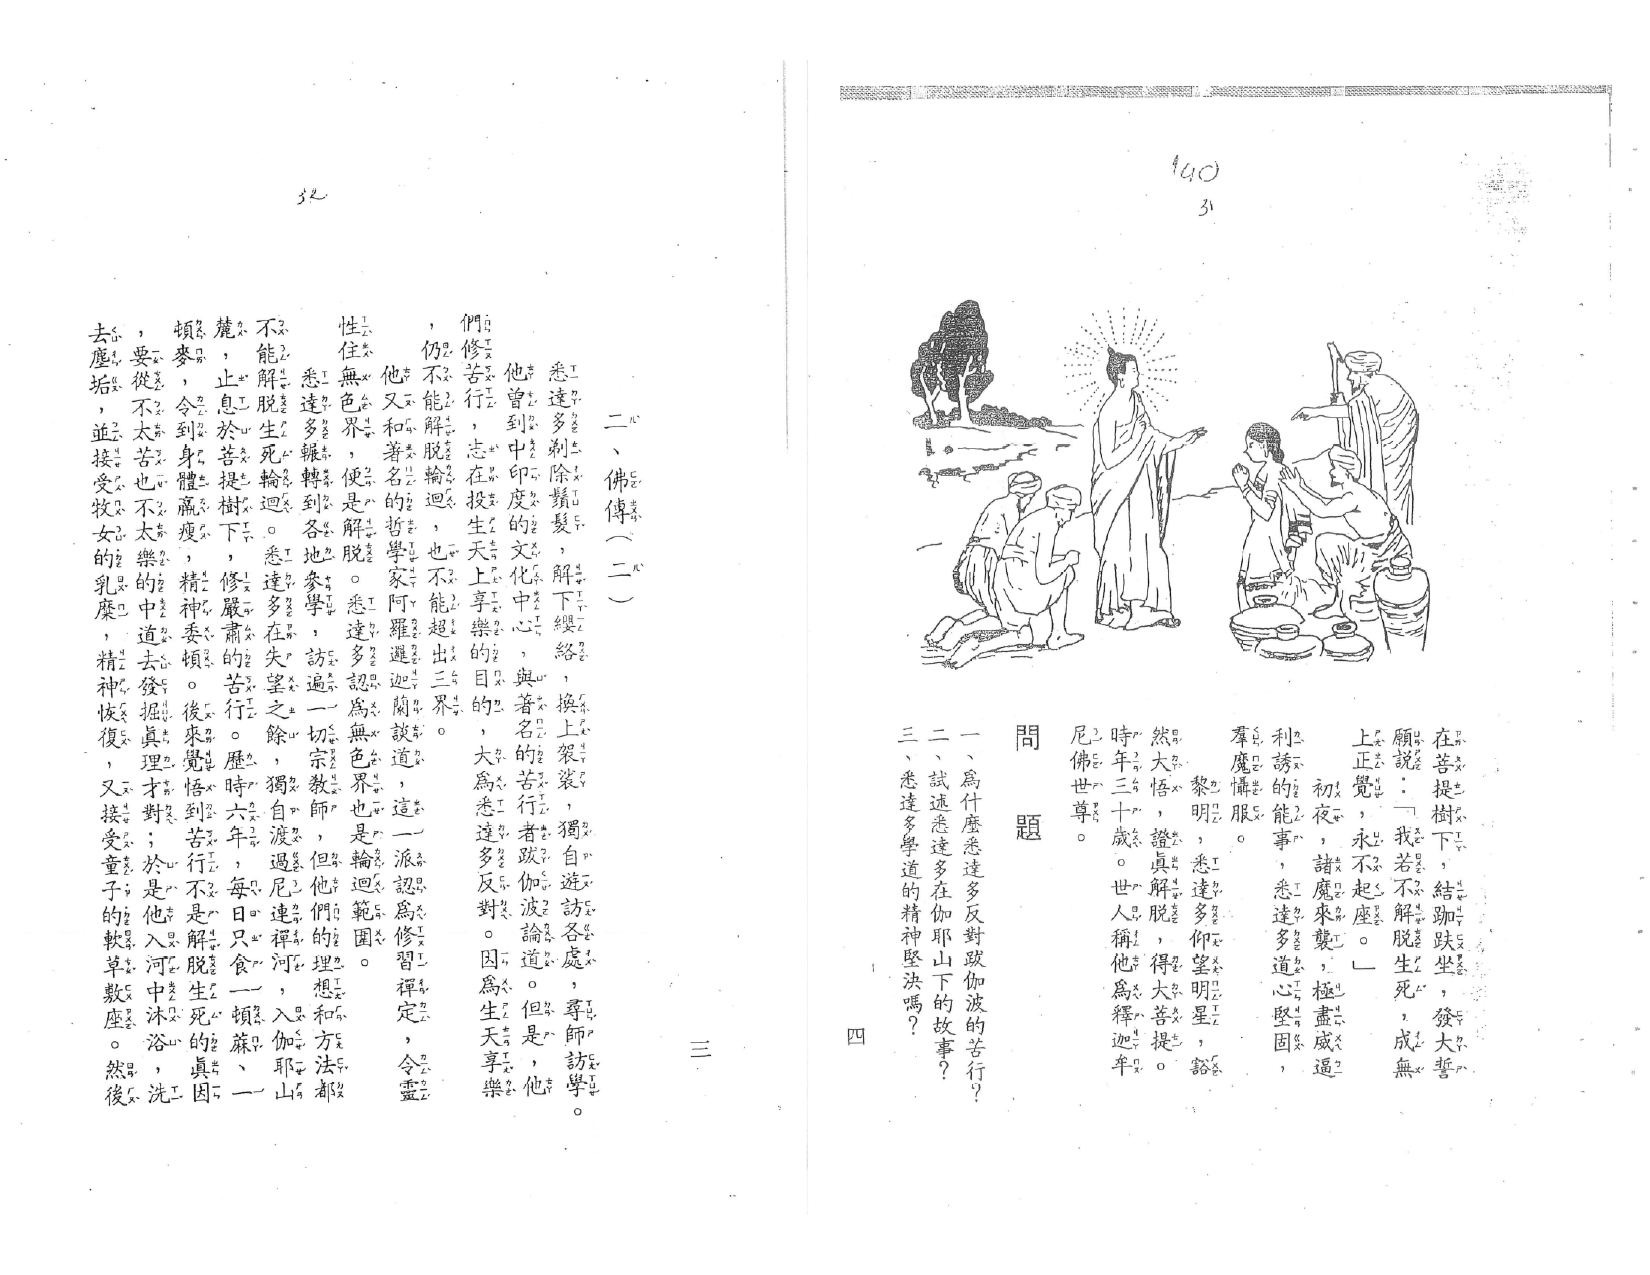 32
二、佛傳(二)
悉達多剃除鬚髮,解下纓絡,換上袈裟,獨自遊訪各處,尋師訪學。
他曾到中印度的文化中心,與著名的苦行者跋伽波論道。但是,他
們修苦行,志在投生天上享樂的目的,大為悉達多反對。因為生天享樂
,仍不能解脱輪迴,也不能超出三界。
他又和著名的哲學家阿羅邏迦蘭談道,這一派認為修習禪定,令靈
性住無色界,便是解脱。悉達多認為無色界也是輪迴範圍。
悉達多輾轉到各地參學,訪遍一切宗教師,但他們的理想和方法都
不能解脱生死輪迴。悉達多在失望之餘,獨自渡過尼連禪河,入伽耶山
麓,止息於菩提樹下,修嚴肅的苦行。歷時六年,每日只食一頓蔴、一
頓麥,令到身體羸瘦,精神委頓。後來覺悟到苦行不是解脱生死的眞因
,要從不太苦也不太樂的中道去發掘眞理才對;於是他入河中沐浴,洗
去塵垢,並接受牧女的乳糜,精神恢復,又接受童子的軟草敷座。然後
三
140
31
在菩提樹下,結跏趺坐,發大誓
願說:「我若不解脱生死,成無
上正覺,永不起座。」
初夜,諸魔來襲,極盡威逼
利誘的能事,悉達多道心堅固,
羣魔懾服。
黎明,悉達多仰望明星,豁
然大悟,證眞解脱,得大菩提。
時年三十歲。世人稱他為釋迦牟
尼佛世尊。
問 題
一、為什麼悉達多反對跋伽波的苦行?
二、試述悉達多在伽耶山下的故事?
三、悉達多學道的精神堅決嗎?
四